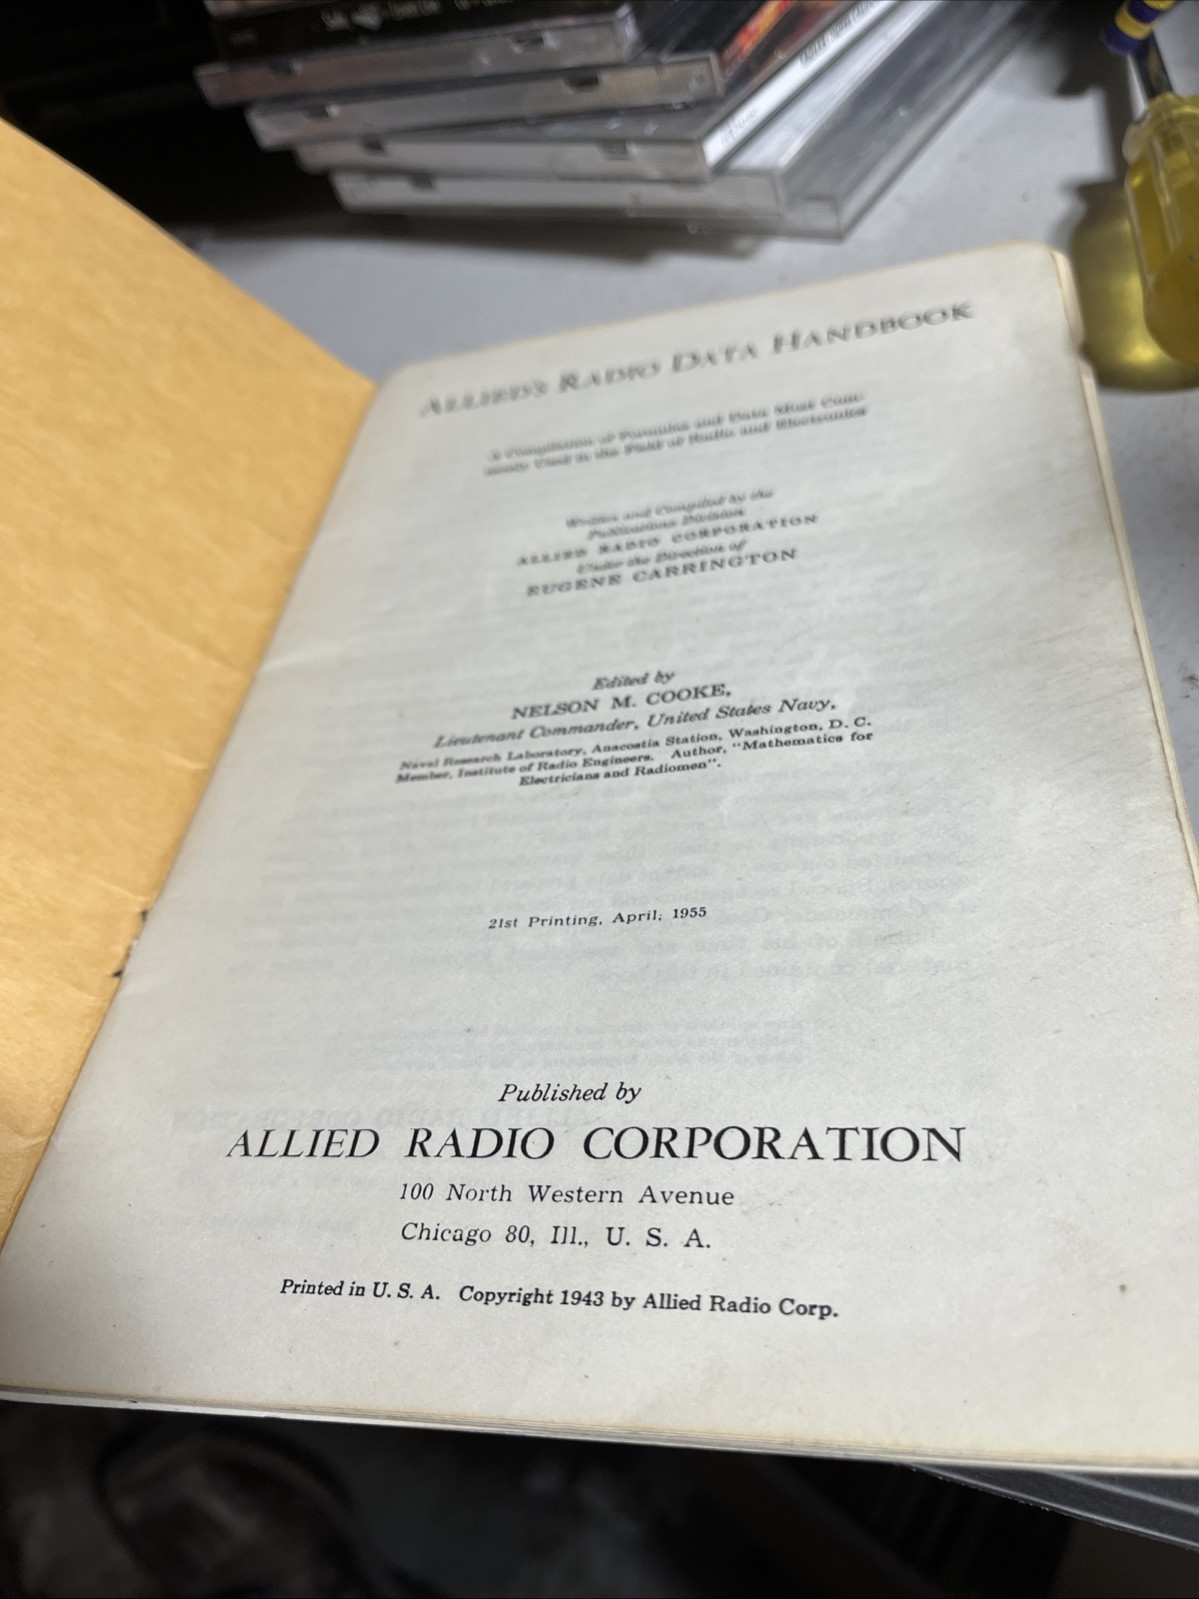 ALLIED'S RADIO DATA HANDBOOK
A Compilation of Formulas and Data Most Com-
monly Used in the Field of Radio and Electronics
Written and Compiled by the
Publications Division
ALLIED RADIO CORPORATION
Under the Direction of
EUGENE CARRINGTON
Edited by
NELSON M. COOKE,
Lieutenant Commander, United States Navy,
Naval Research Laboratory, Anacostia Station, Washington, D. C.
Member, Institute of Radio Engineers. Author, "Mathematics for
Electricians and Radiomen".
21st Printing, April, 1955
Published by
ALLIED RADIO CORPORATION
100 North Western Avenue
Chicago 80, Ill., U. S. A.
Printed in U. S. A. Copyright 1943 by Allied Radio Corp.